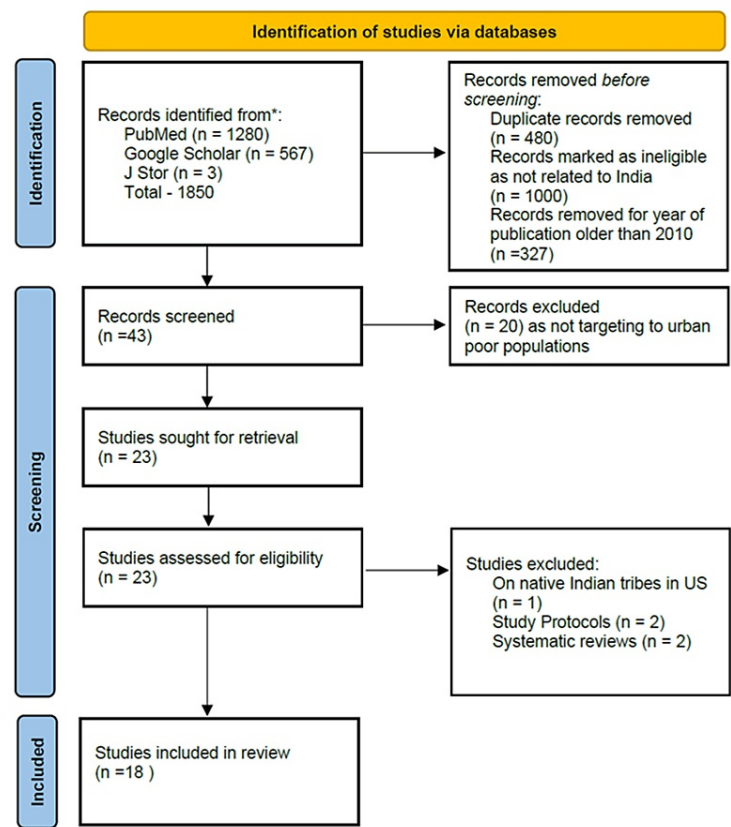 Identification of studies via databases
Identification
Records identified from*:
PubMed (n = 1280)
Google Scholar (n = 567)
J Stor (n = 3)
Total - 1850
Records removed before
screening:
Duplicate records removed
(n = 480)
Records marked as ineligible
as not related to India
(n = 1000)
Records removed for year of
publication older than 2010
(n =327)
Screening
Records screened
(n =43)
Records excluded
(n = 20) as not targeting to urban
poor populations
Studies sought for retrieval
(n = 23)
Studies assessed for eligibility
(n = 23)
Studies excluded:
On native Indian tribes in US
(n = 1)
Study Protocols (n = 2)
Systematic reviews (n = 2)
Included
Studies included in review
(n =18 )